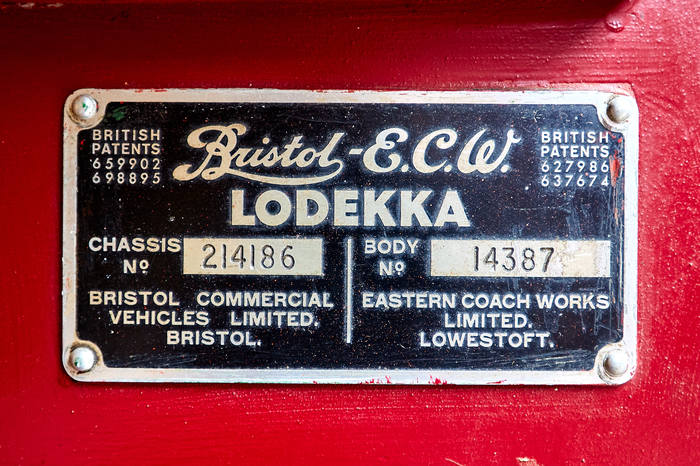 BRITISH
PATENTS
659902
698895
Bristol-E.C.W.
LODEKKA
BRITISH
PATENTS
627986
637674
CHASSIS
Nº
214186
BODY
Nº
14387
BRISTOL COMMERCIAL
VEHICLES LIMITED.
BRISTOL.
EASTERN COACH WORKS
LIMITED.
LOWESTOFT.